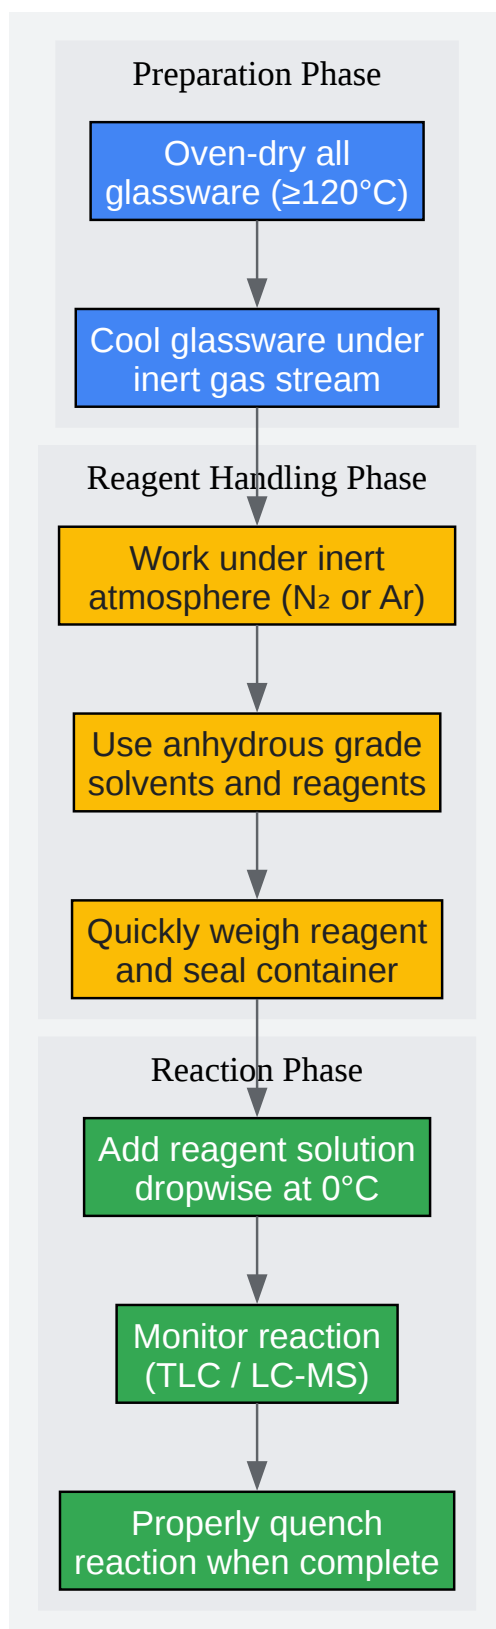 Preparation Phase
Oven-dry all
glassware (≥120°C)
Cool glassware under
inert gas stream
Reagent Handling Phase
Work under inert
atmosphere (N₂ or Ar)
Use anhydrous grade
solvents and reagents
Quickly weigh reagent
and seal container
Reaction Phase
Add reagent solution
dropwise at 0°C
Monitor reaction
(TLC / LC-MS)
Properly quench
reaction when complete